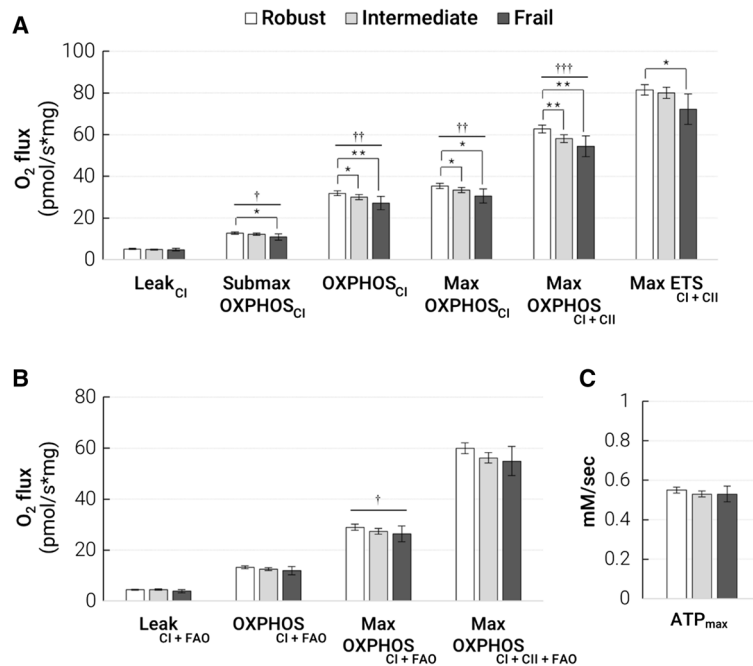 Robust Intermediate Frail
A
100
80
60
40
20
0
O2 flux
(pmol/s*mg)
†
*
††
**
*
††
*
*
†††
**
**
*
LeakCI
Submax
OXPHOSCI
OXPHOSCI
Max
OXPHOSCI
Max
OXPHOS
CI + CII
Max ETS
CI + CII
B
80
60
40
20
0
O2 flux
(pmol/s*mg)
†
Leak
CI + FAO
OXPHOS
CI + FAO
Max
OXPHOS
CI + FAO
Max
OXPHOS
CI + CII + FAO
C
1
0.8
0.6
0.4
0.2
0
mM/sec
ATPmax